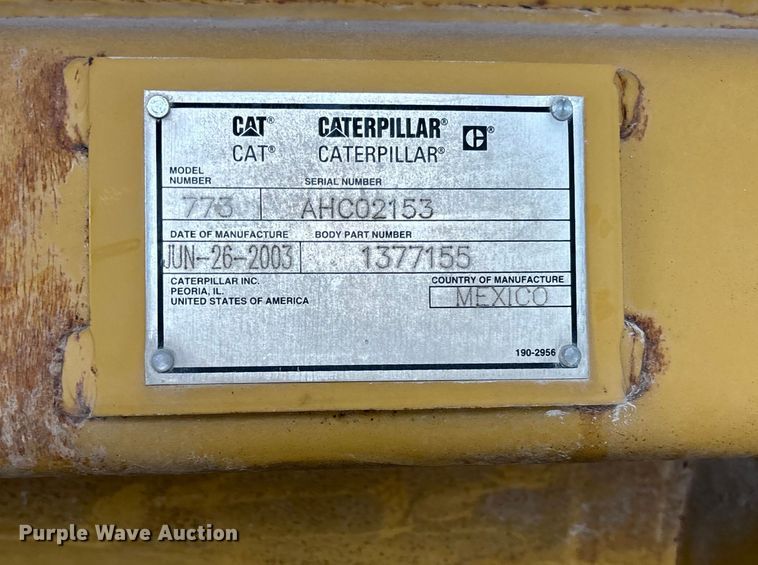 CAT® CATERPILLAR®
CAT® CATERPILLAR®
MODEL NUMBER SERIAL NUMBER
773 AHC02153
DATE OF MANUFACTURE BODY PART NUMBER
JUN-26-2003 1377155
CATERPILLAR INC. COUNTRY OF MANUFACTURE
PEORIA, IL. MEXICO
UNITED STATES OF AMERICA
190-2956
Purple Wave Auction